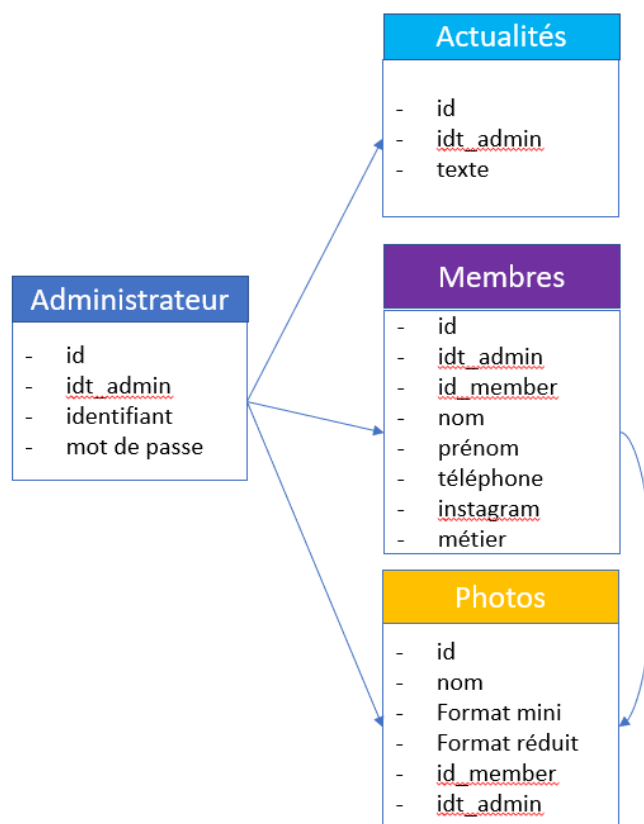 Actualités
- id
- idt_admin
- texte
Administrateur
- id
- idt_admin
- identifiant
- mot de passe
Membres
- id
- idt_admin
- id_member
- nom
- prénom
- téléphone
- instagram
- métier
Photos
- id
- nom
- Format mini
- Format réduit
- id_member
- idt_admin